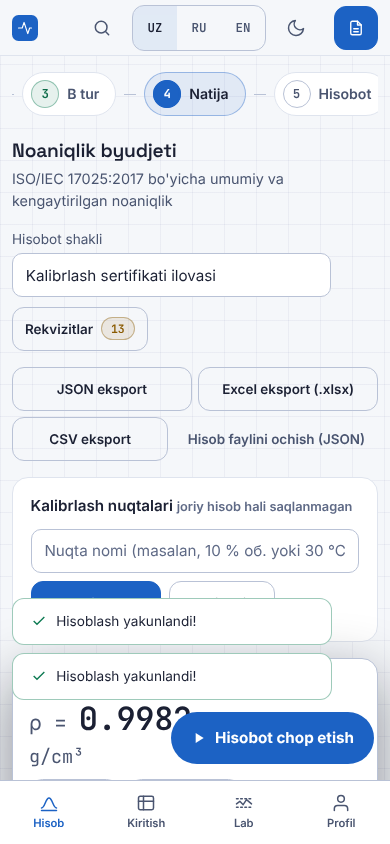 UZ RU EN
3 B tur 4 Natija 5 Hisobot
Noaniqlik byudjeti
ISO/IEC 17025:2017 bo'yicha umumiy va
kengaytirilgan noaniqlik
Hisobot shakli
Kalibrlash sertifikati ilovasi
Rekvizitlar 13
JSON eksport Excel eksport (.xlsx)
CSV eksport Hisob faylini ochish (JSON)
Kalibrlash nuqtalari joriy hisob hali saqlanmagan
Nuqta nomi (masalan, 10 % об. yoki 30 °C
Hisoblash yakunlandi!
Hisoblash yakunlandi!
ρ = 0.9982
g/cm³
Hisobot chop etish
Hisob Kiritish Lab Profil